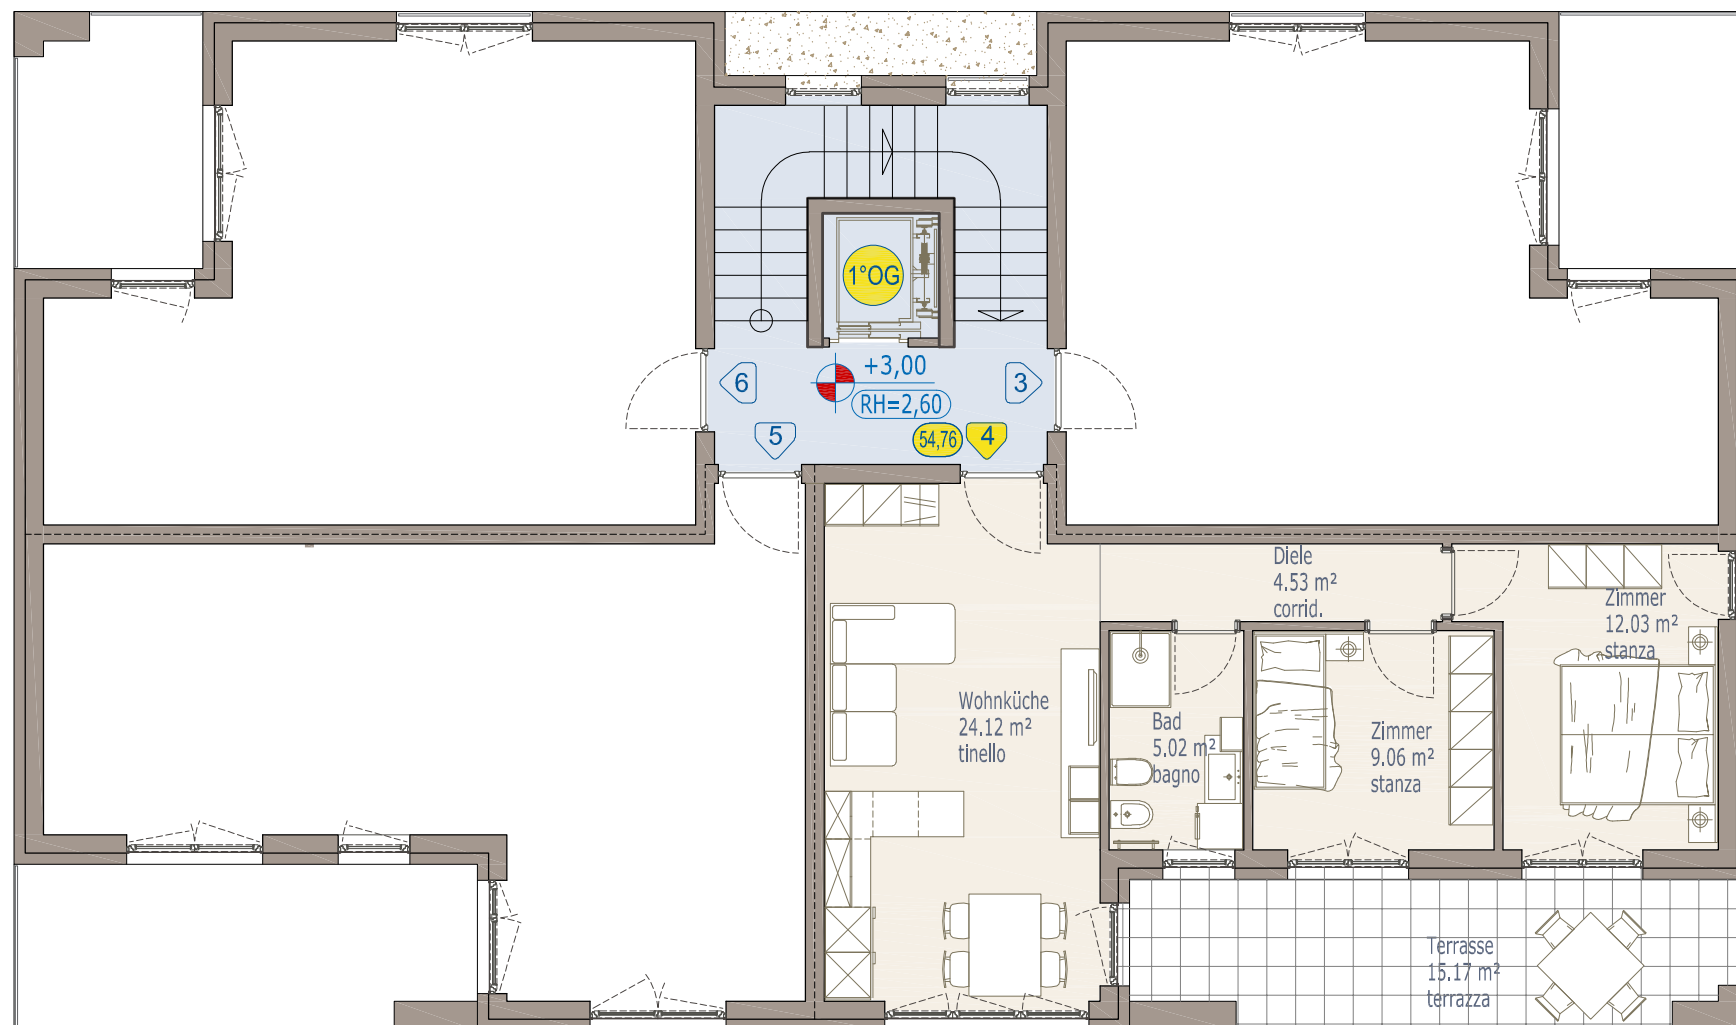 1°OG
+3,00
6
3
RH=2,60
5
54,76
4
Diele
4.53 m²
corrid.
Zimmer
12.03 m²
stanza
Wohnküche
24.12 m²
tinello
Bad
5.02 m²
bagno
Zimmer
9.06 m²
stanza
Terrasse
15.17 m²
terrazza